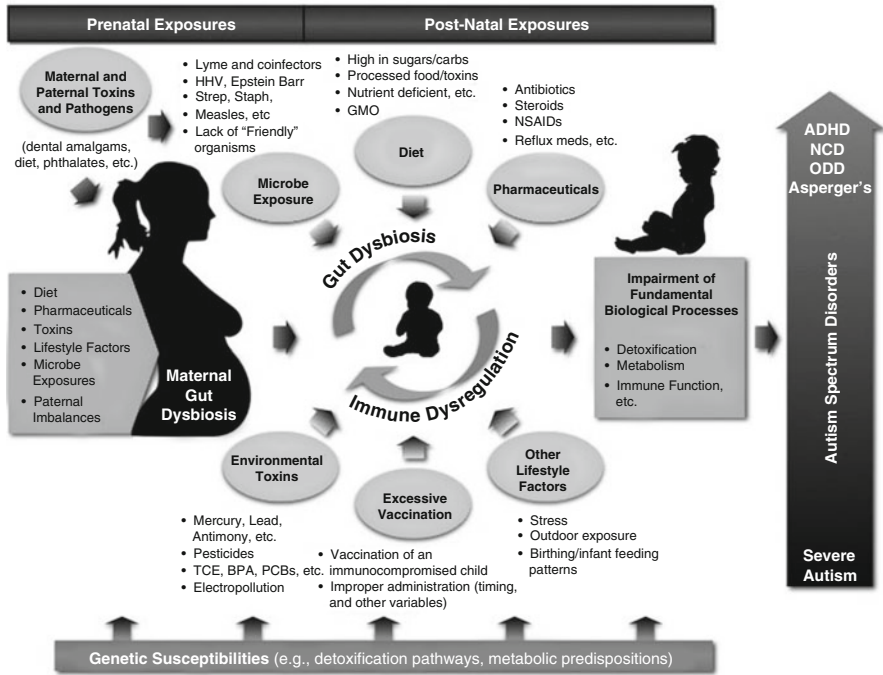 Prenatal Exposures
Post-Natal Exposures
Maternal and
Paternal Toxins
and Pathogens
(dental amalgams,
diet, phthalates, etc.)
• Lyme and coinfectors
• HHV, Epstein Barr
• Strep, Staph,
• Measles, etc
• Lack of “Friendly”
organisms
Microbe
Exposure
• High in sugars/carbs
• Processed food/toxins
• Nutrient deficient, etc.
• GMO
Diet
• Antibiotics
• Steroids
• NSAIDs
• Reflux meds, etc.
Pharmaceuticals
• Diet
• Pharmaceuticals
• Toxins
• Lifestyle Factors
• Microbe
Exposures
• Paternal
Imbalances
Maternal
Gut
Dysbiosis
Gut Dysbiosis
Immune Dysregulation
Impairment of
Fundamental
Biological Processes
• Detoxification
• Metabolism
• Immune Function,
etc.
ADHD
NCD
ODD
Asperger’s
Autism Spectrum Disorders
Severe
Autism
Environmental
Toxins
• Mercury, Lead,
Antimony, etc.
• Pesticides
• TCE, BPA, PCBs, etc.
• Electropollution
Excessive
Vaccination
• Vaccination of an
immunocompromised child
• Improper administration (timing,
and other variables)
Other
Lifestyle
Factors
• Stress
• Outdoor exposure
• Birthing/infant feeding
patterns
Genetic Susceptibilities (e.g., detoxification pathways, metabolic predispositions)